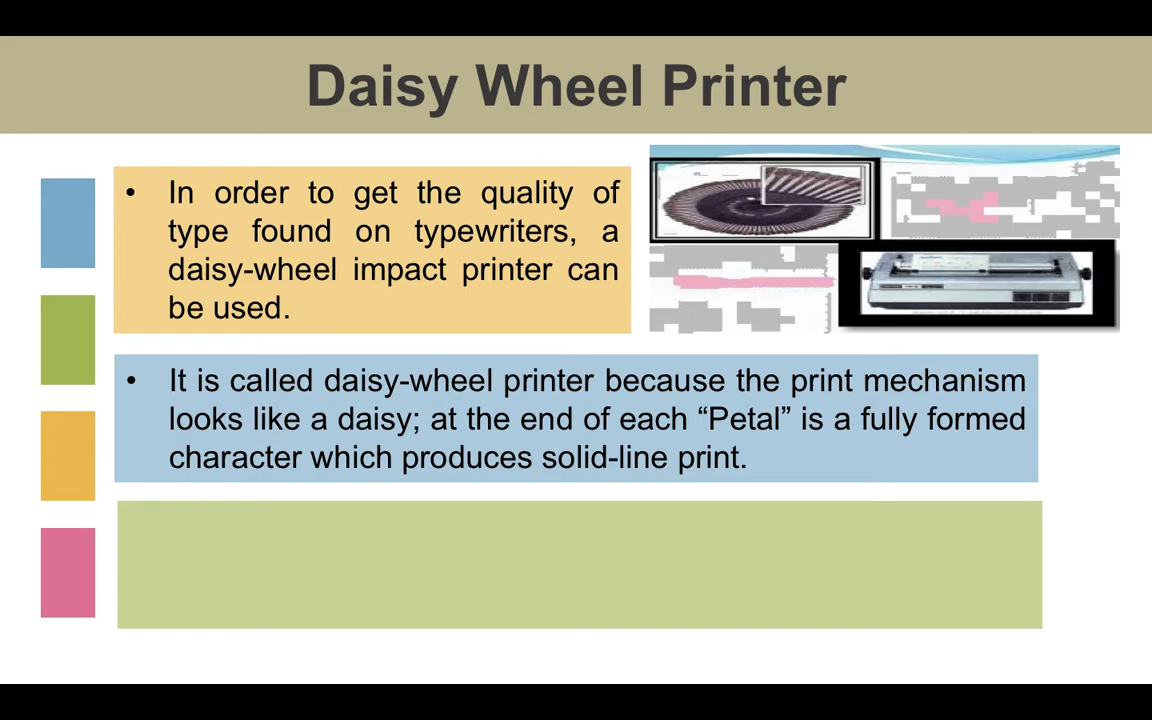 Daisy Wheel Printer
• In order to get the quality of
type found on typewriters, a
daisy-wheel impact printer can
be used.
• It is called daisy-wheel printer because the print mechanism
looks like a daisy; at the end of each “Petal” is a fully formed
character which produces solid-line print.